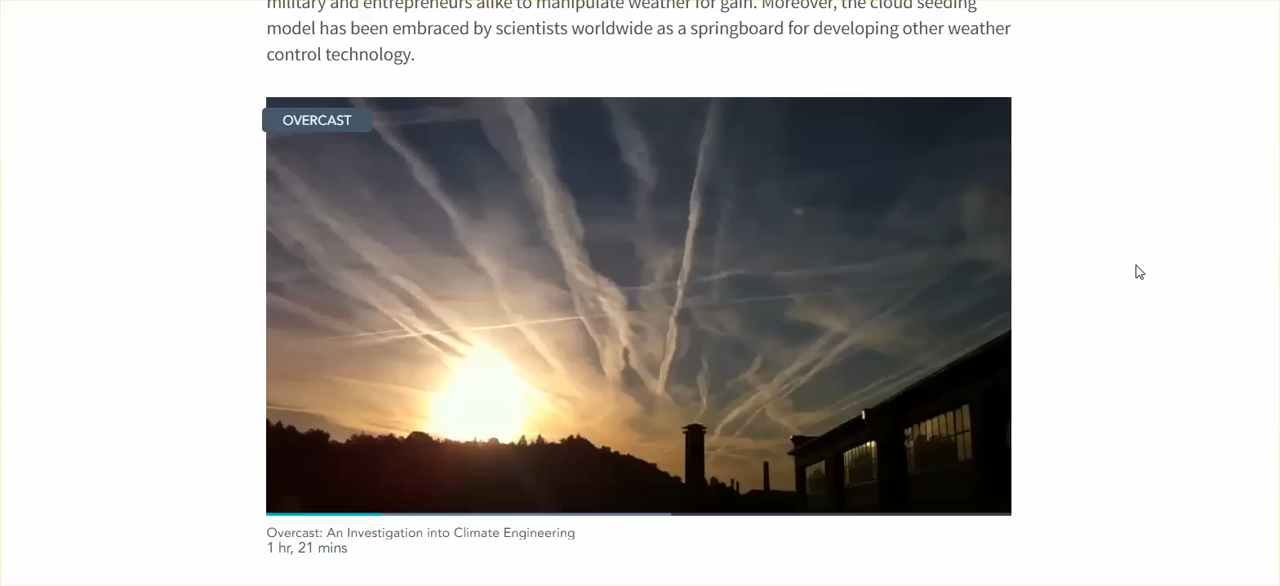 military and entrepreneurs alike to manipulate weather for gain. Moreover, the cloud seeding
model has been embraced by scientists worldwide as a springboard for developing other weather
control technology.
OVERCAST
Overcast: An Investigation into Climate Engineering
1 hr, 21 mins